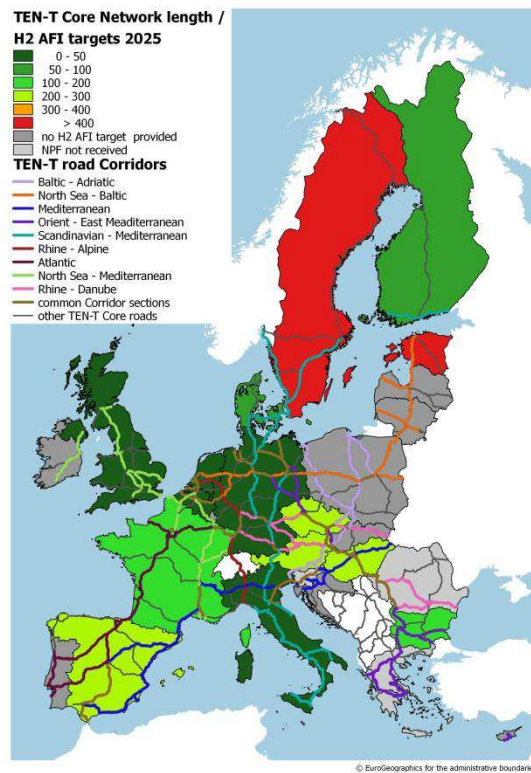 TEN-T Core Network length /
H2 AFI targets 2025
0 - 50
50 - 100
100 - 200
200 - 300
300 - 400
> 400
no H2 AFI target provided
NPF not received
TEN-T road Corridors
Baltic - Adriatic
North Sea - Baltic
Mediterranean
Orient - East Meaditerranean
Scandinavian - Mediterranean
Rhine - Alpine
Atlantic
North Sea - Mediterranean
Rhine - Danube
common Corridor sections
other TEN-T Core roads
© EuroGeographics for the administrative boundarie